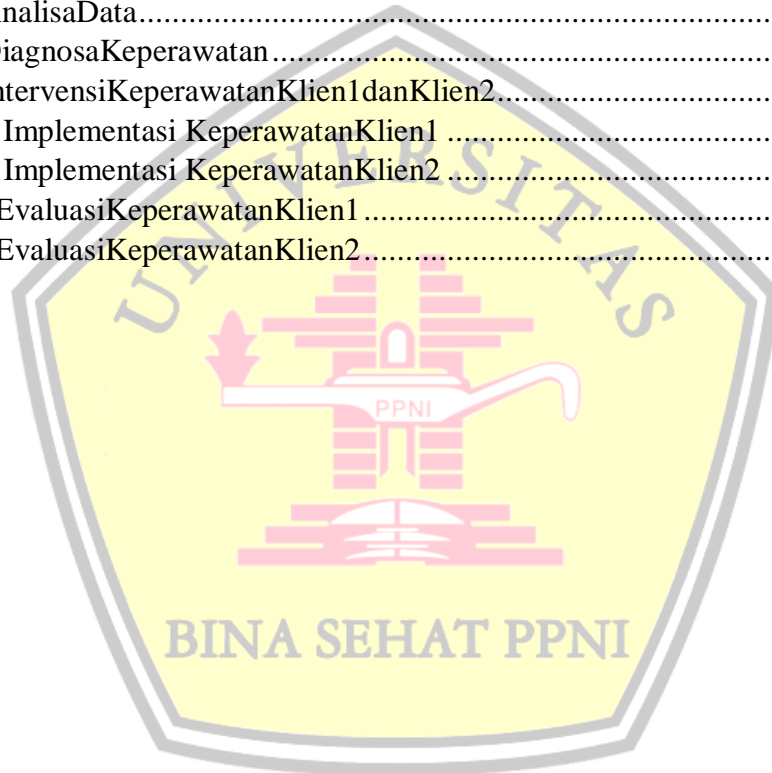 nalisaData
iagnosaKeperawatan
ntervensiKeperawatanKlien1danKlien2
Implementasi KeperawatanKlien1
Implementasi KeperawatanKlien2
EvaluasiKeperawatanKlien1
EvaluasiKeperawatanKlien2
UNIVERSITAS
PPNI
BINA SEHAT PPNI